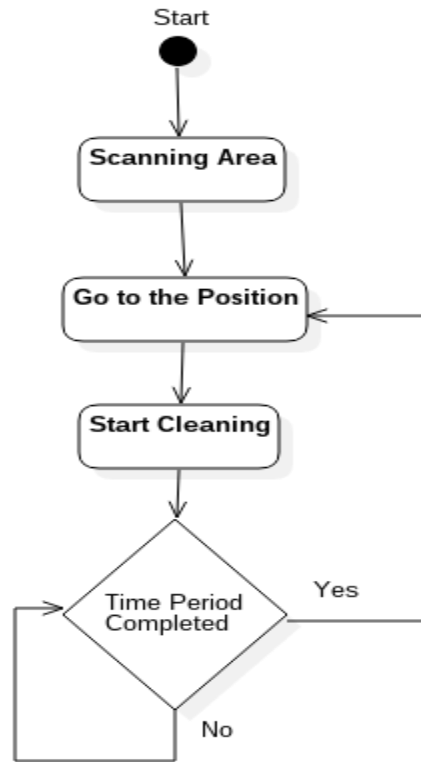 Start
Scanning Area
Go to the Position
Start Cleaning
Time Period
Completed
Yes
No